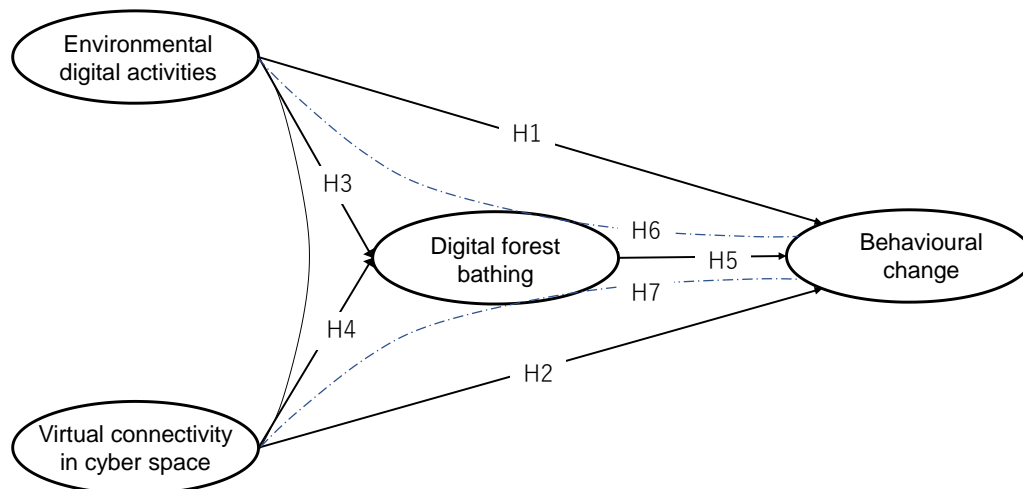 Environmental
digital activities
H1
H3
H6
Digital forest
bathing
H5
Behavioural
change
H7
H4
H2
Virtual connectivity
in cyber space